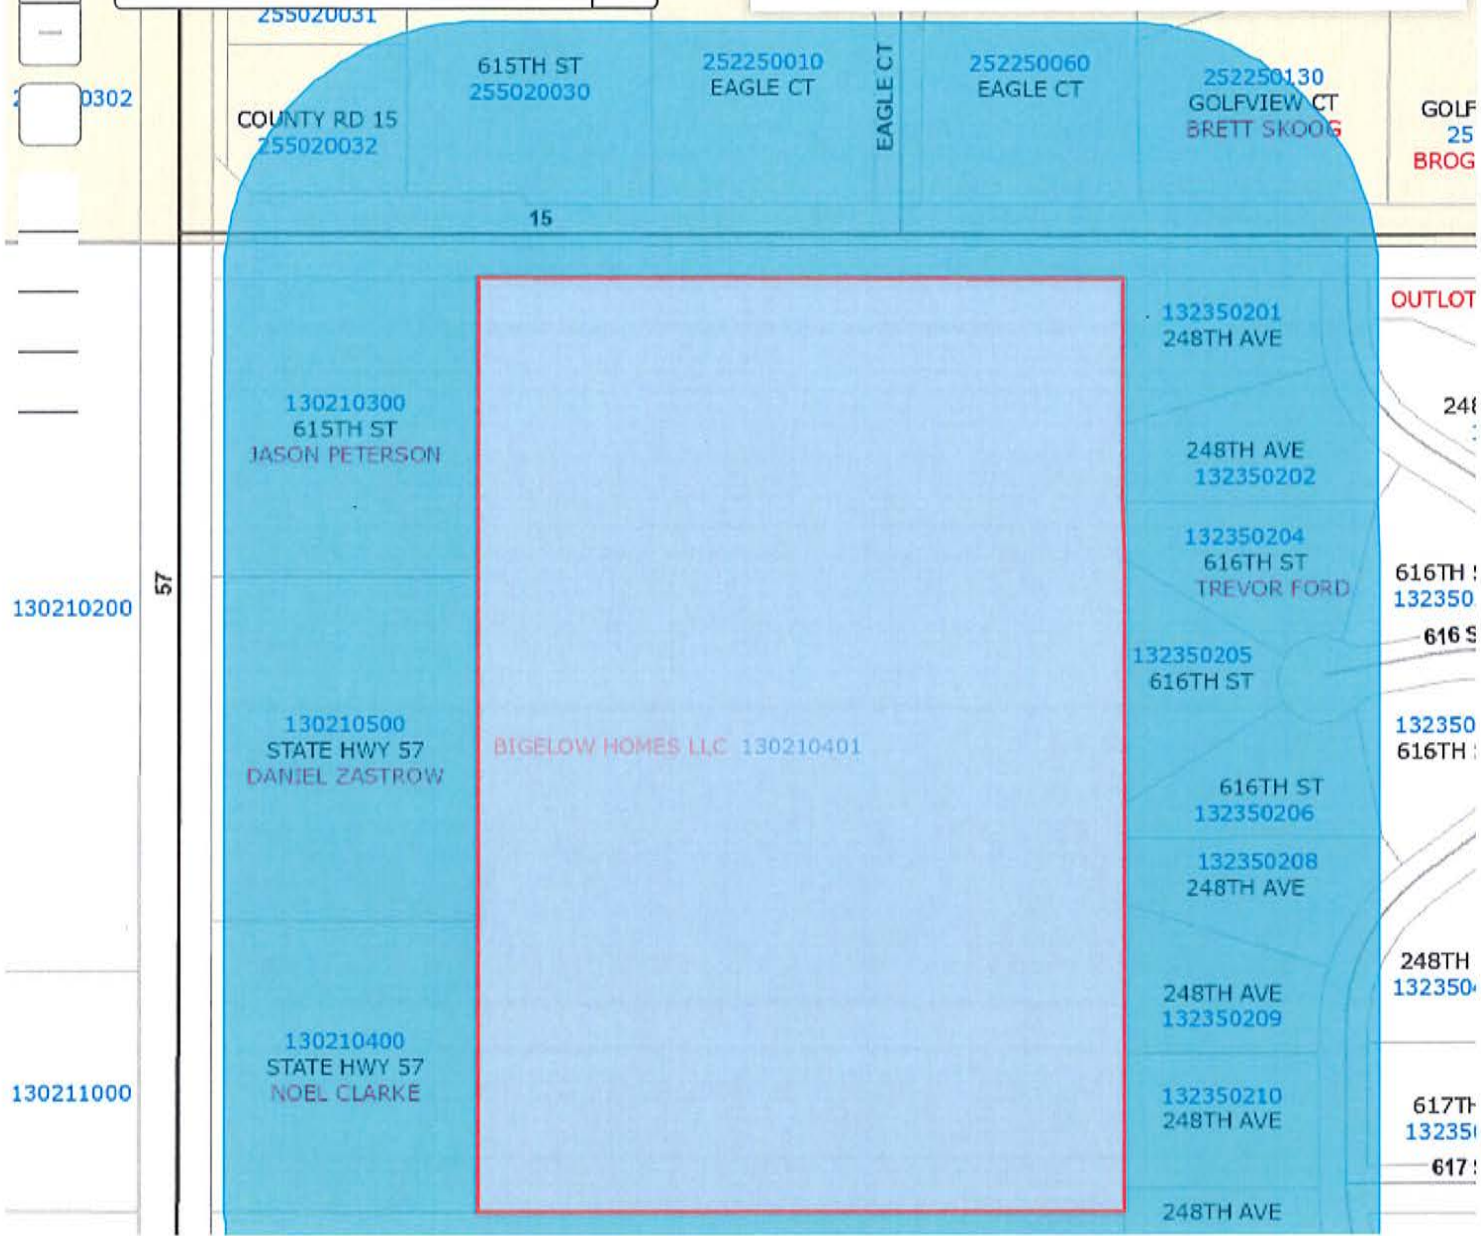 255020031
0302
COUNTY RD 15
255020032
615TH ST
255020030
252250010
EAGLE CT
EAGLE CT
252250060
EAGLE CT
252250130
GOLFVIEW CT
BRETT SKOOG
GOLF
25
BROG
15
57
130210200
130211000
130210300
615TH ST
JASON PETERSON
130210500
STATE HWY 57
DANIEL ZASTROW
130210400
STATE HWY 57
NOEL CLARKE
BIGELOW HOMES LLC 130210401
132350201
248TH AVE
248TH AVE
132350202
132350204
616TH ST
TREVOR FORD
132350205
616TH ST
616TH ST
132350206
132350208
248TH AVE
248TH AVE
132350209
132350210
248TH AVE
248TH AVE
OUTLOT
248
616TH
132350
616 S
132350
616TH
248TH
132350
617TH
13235
617